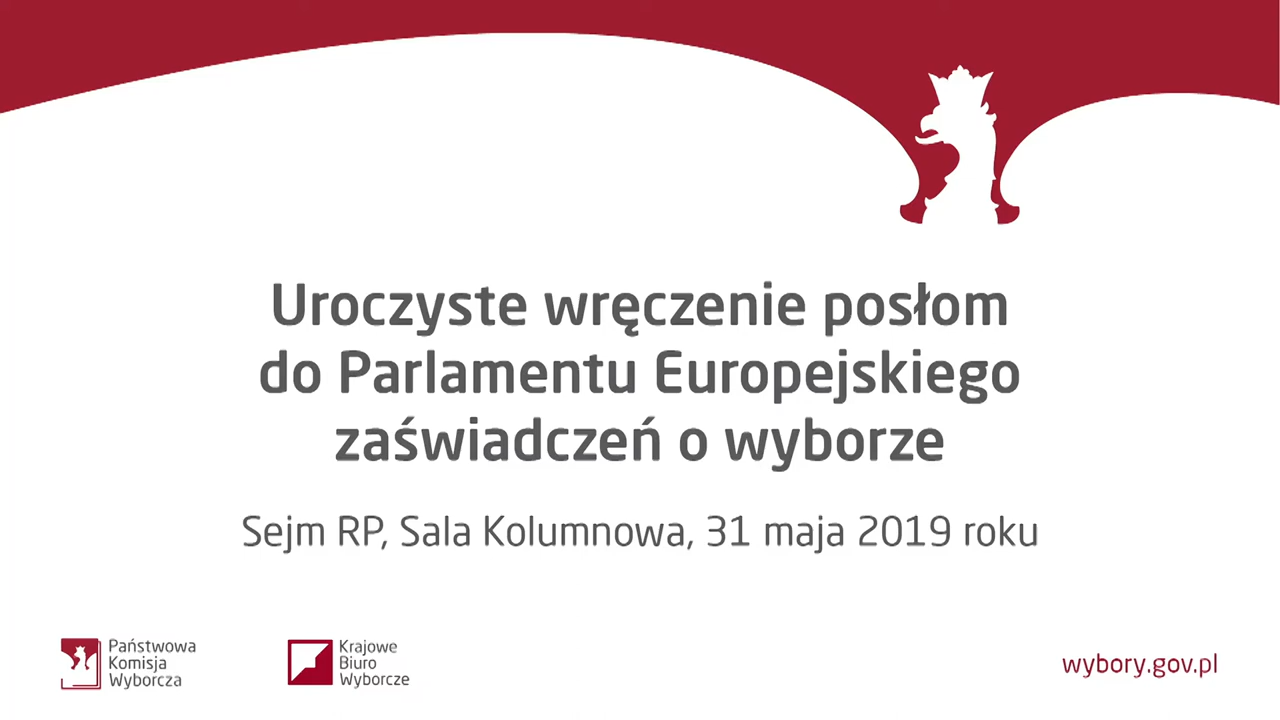 Uroczyste wręczenie posłom
do Parlamentu Europejskiego
zaświadczeń o wyborze
Sejm RP, Sala Kolumnowa, 31 maja 2019 roku
Państwowa
Komisja
Wyborcza
Krajowe
Biuro
Wyborcze
wybory.gov.pl